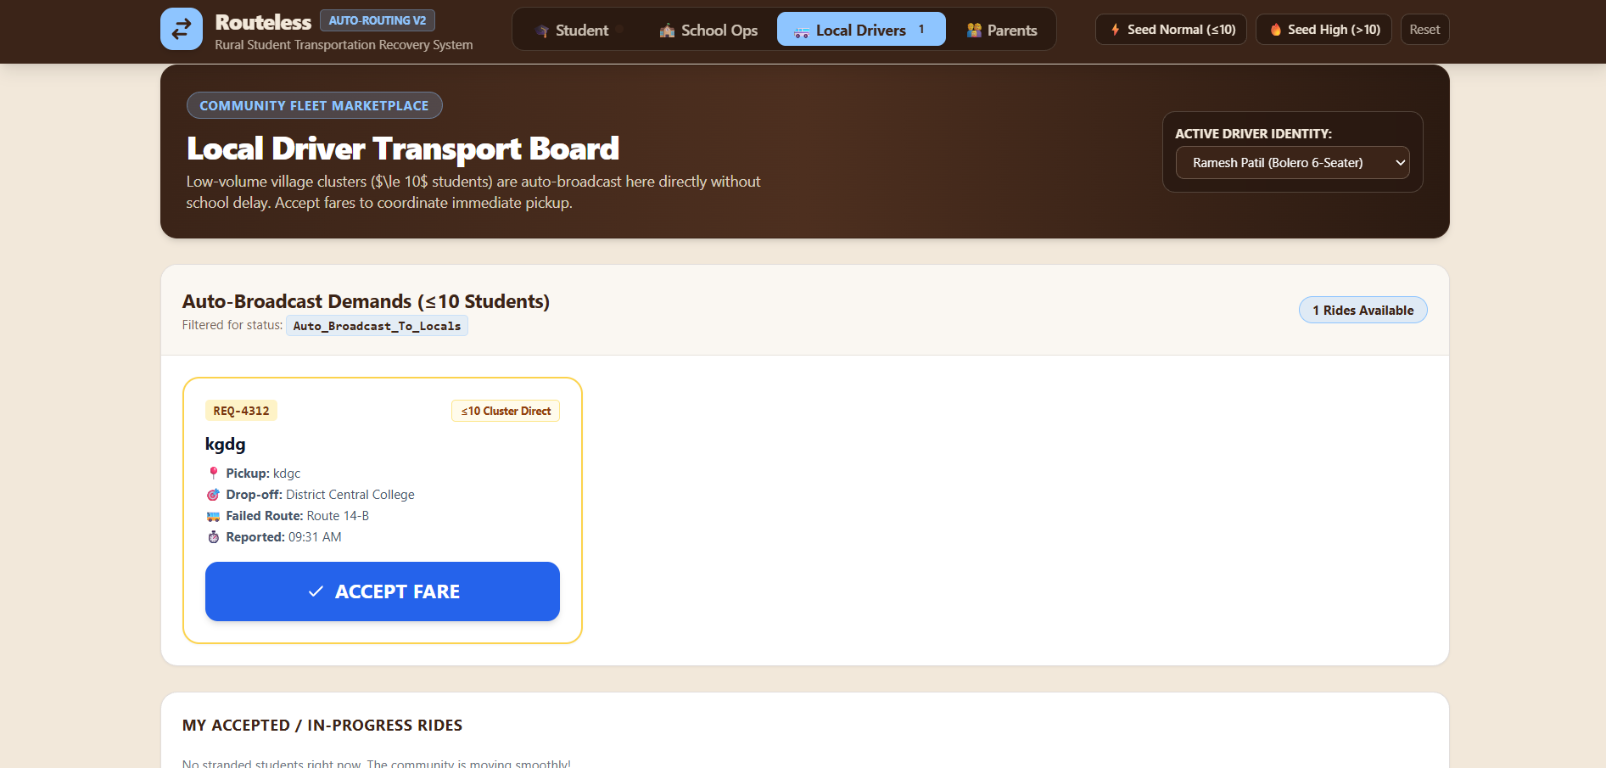 Routeless AUTO-ROUTING V2
Rural Student Transportation Recovery System
Student
School Ops
Local Drivers 1
Parents
Seed Normal (≤10)
Seed High (>10)
Reset
COMMUNITY FLEET MARKETPLACE
Local Driver Transport Board
Low-volume village clusters ($\le 10$ students) are auto-broadcast here directly without
school delay. Accept fares to coordinate immediate pickup.
ACTIVE DRIVER IDENTITY:
Ramesh Patil (Bolero 6-Seater)
Auto-Broadcast Demands (≤10 Students)
Filtered for status: Auto_Broadcast_To_Locals
1 Rides Available
REQ-4312
≤10 Cluster Direct
kgdg
Pickup: kdgc
Drop-off: District Central College
Failed Route: Route 14-B
Reported: 09:31 AM
ACCEPT FARE
MY ACCEPTED / IN-PROGRESS RIDES
No stranded students right now. The community is moving smoothly!